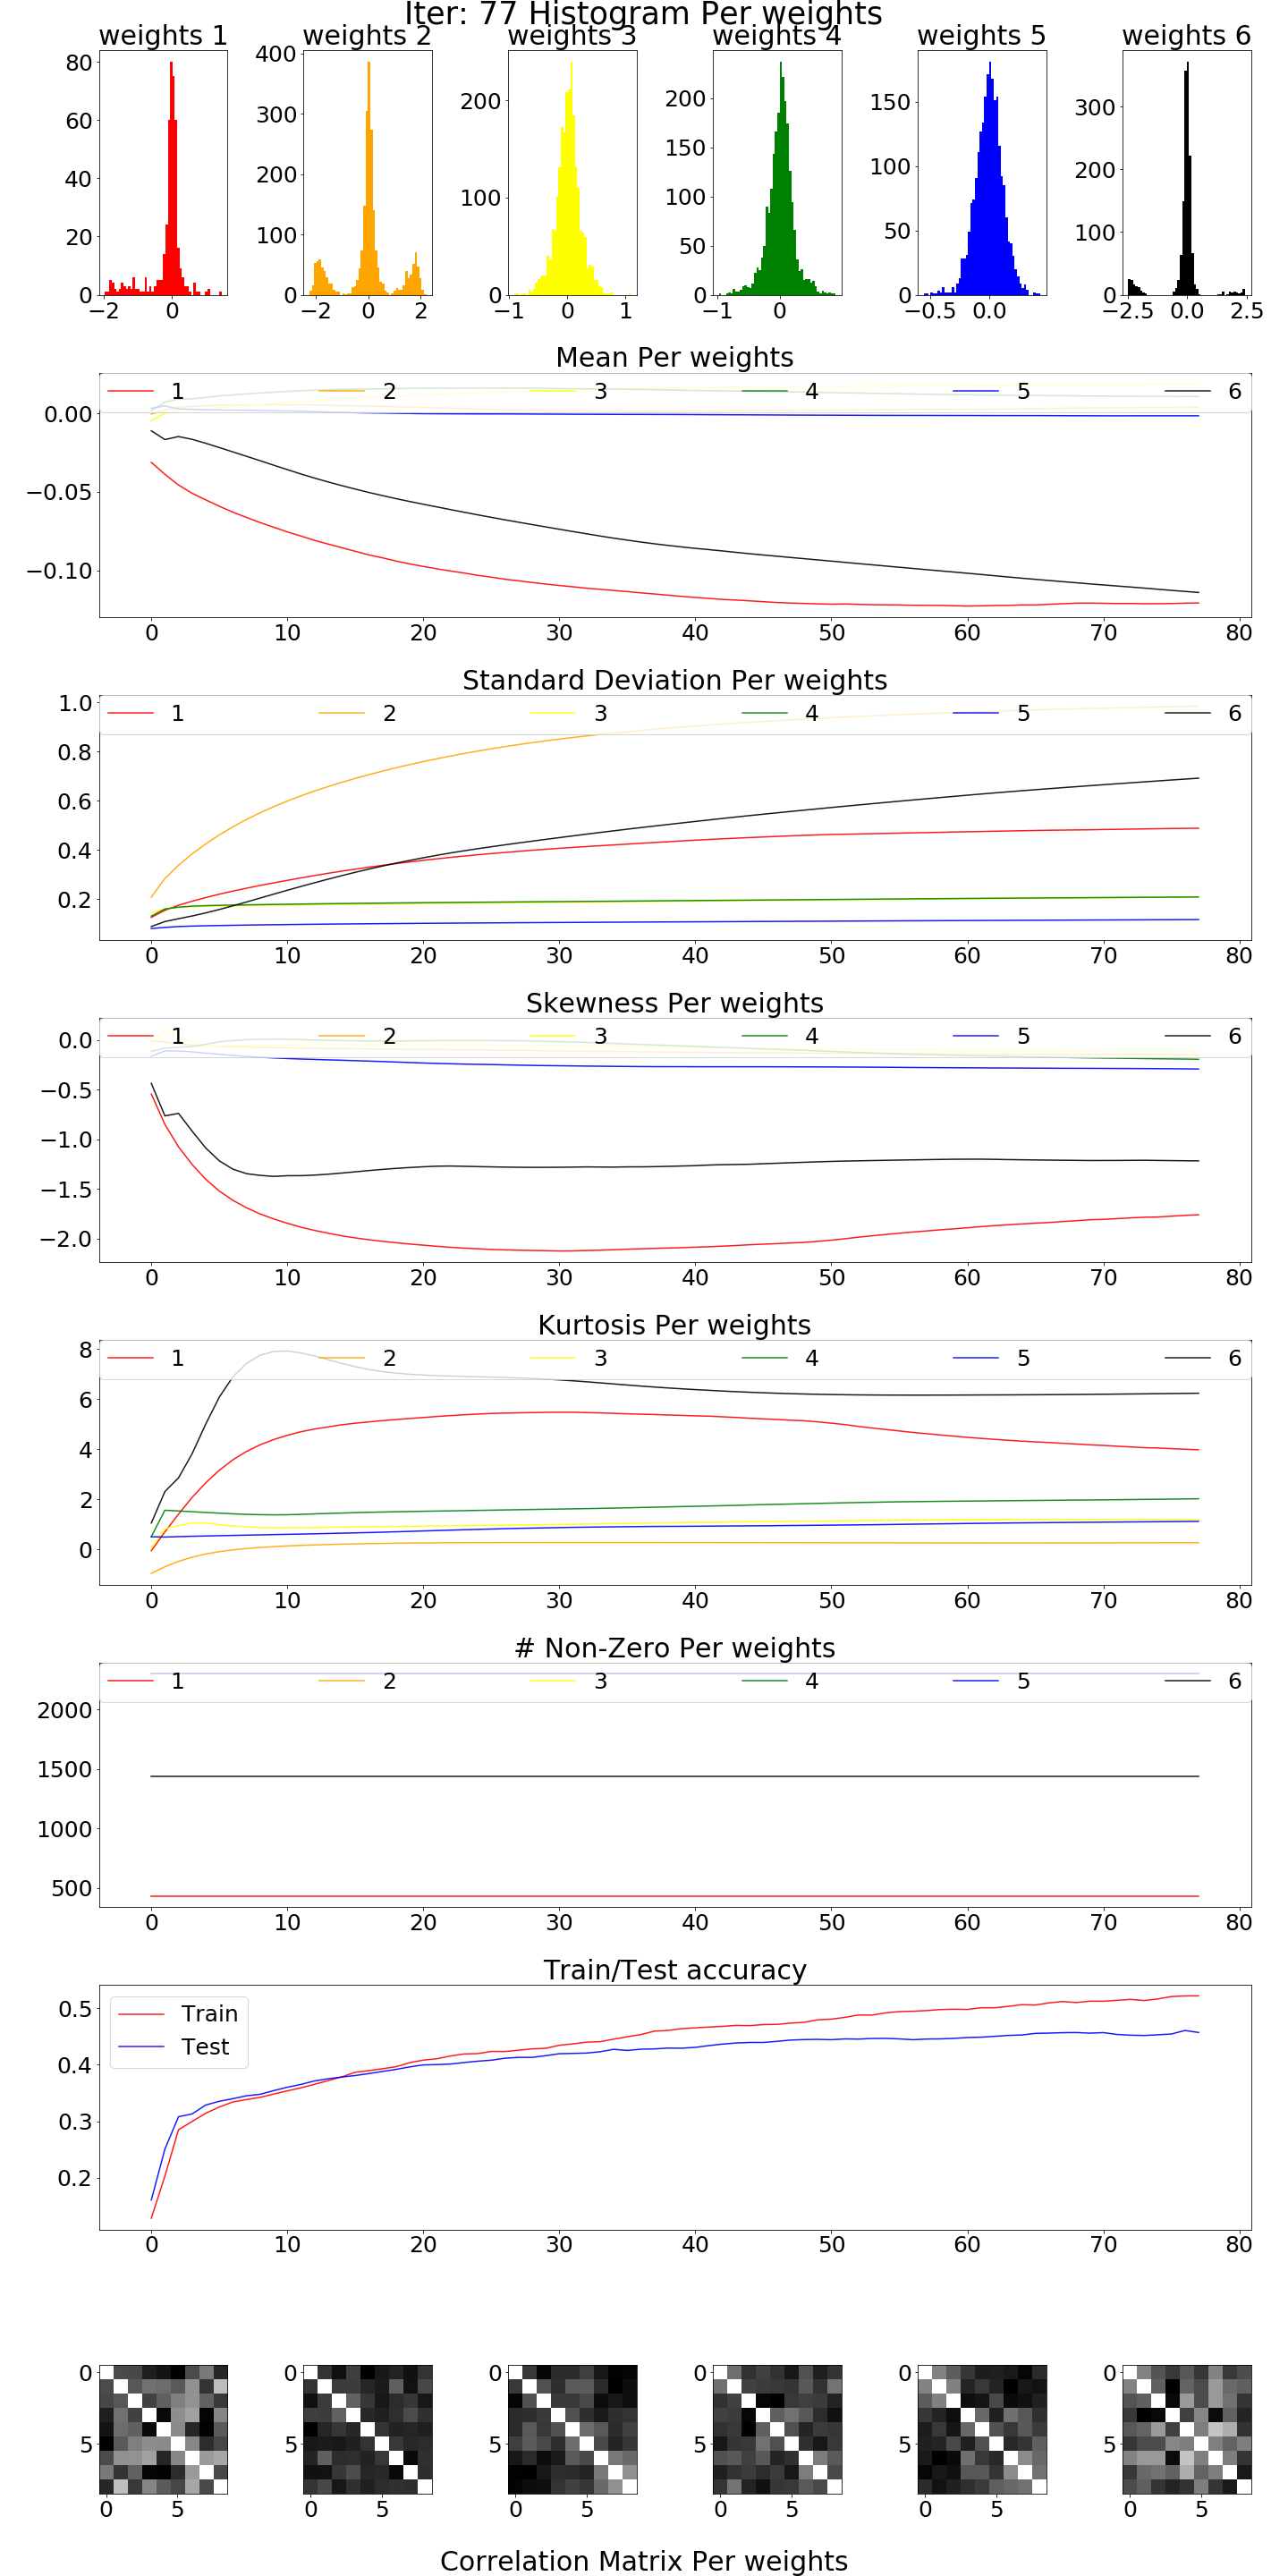 Iter: 77 Histogram Per weights
weights 1 weights 2 weights 3 weights 4 weights 5 weights 6
80 60 40 20 0
−2 0
400 300 200 100 0
−2 0 2
200 100 0
−1 0 1
200 150 100 50 0
−1 0
150 100 50 0
−0.5 0.0
300 200 100 0
−2.5 0.0 2.5
Mean Per weights
1 2 3 4 5 6
0.00
−0.05
−0.10
0 10 20 30 40 50 60 70 80
Standard Deviation Per weights
1 2 3 4 5 6
1.0
0.8
0.6
0.4
0.2
0 10 20 30 40 50 60 70 80
Skewness Per weights
1 2 3 4 5 6
0.0
−0.5
−1.0
−1.5
−2.0
0 10 20 30 40 50 60 70 80
Kurtosis Per weights
1 2 3 4 5 6
8
6
4
2
0
0 10 20 30 40 50 60 70 80
# Non-Zero Per weights
1 2 3 4 5 6
2000
1500
1000
500
0 10 20 30 40 50 60 70 80
Train/Test accuracy
Train
Test
0.5
0.4
0.3
0.2
0 10 20 30 40 50 60 70 80
0 0 0 0 0 0
5 5 5 5 5 5
0 5 0 5 0 5 0 5 0 5 0 5
Correlation Matrix Per weights